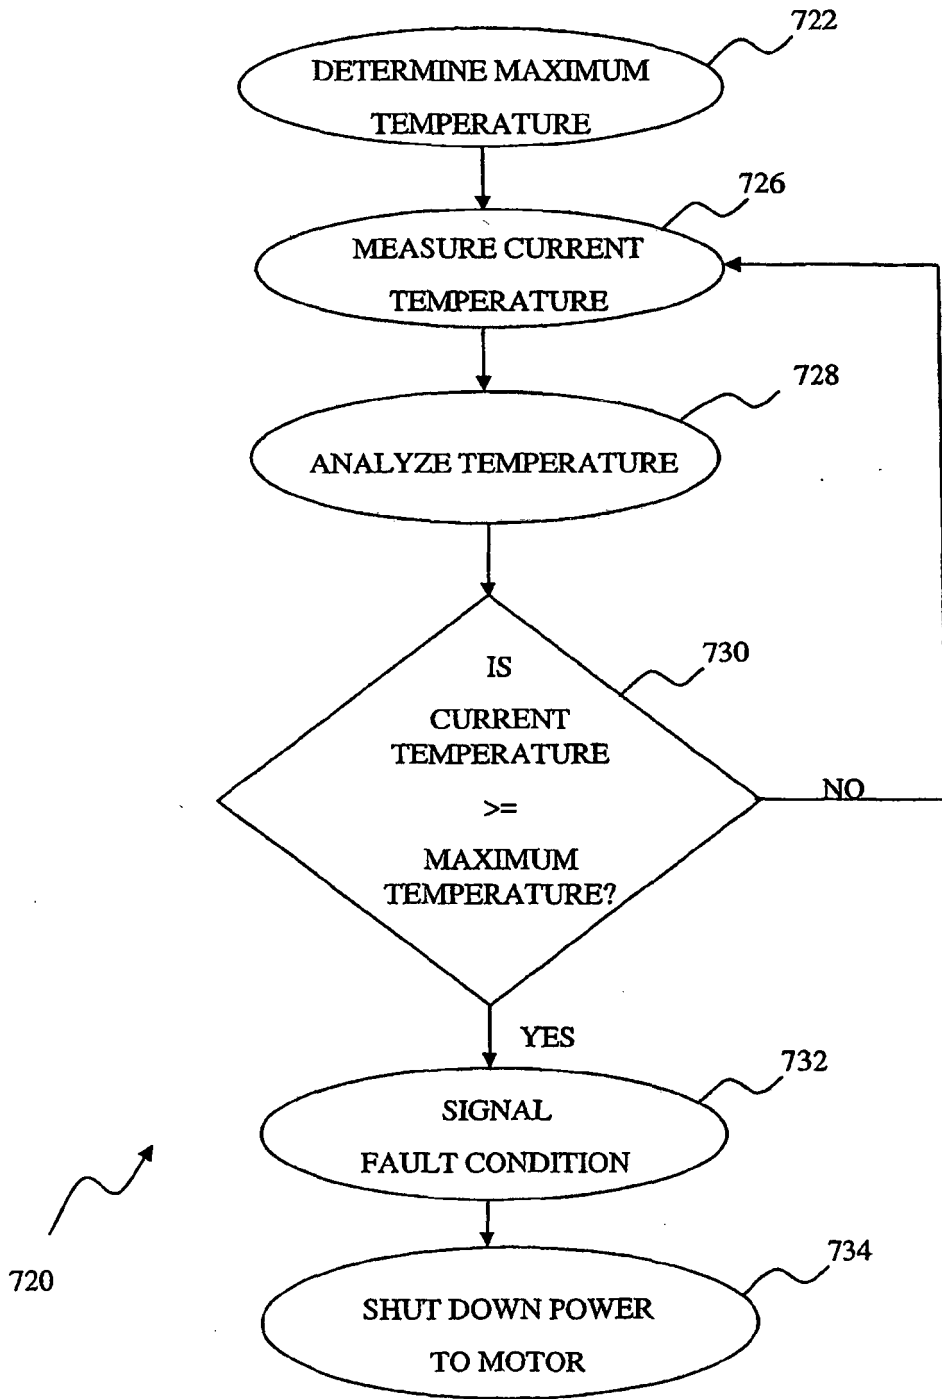 722
DETERMINE MAXIMUM
TEMPERATURE
726
MEASURE CURRENT
TEMPERATURE
728
ANALYZE TEMPERATURE
730
IS
CURRENT
TEMPERATURE
>=
MAXIMUM
TEMPERATURE?
NO
YES
732
SIGNAL
FAULT CONDITION
720
734
SHUT DOWN POWER
TO MOTOR